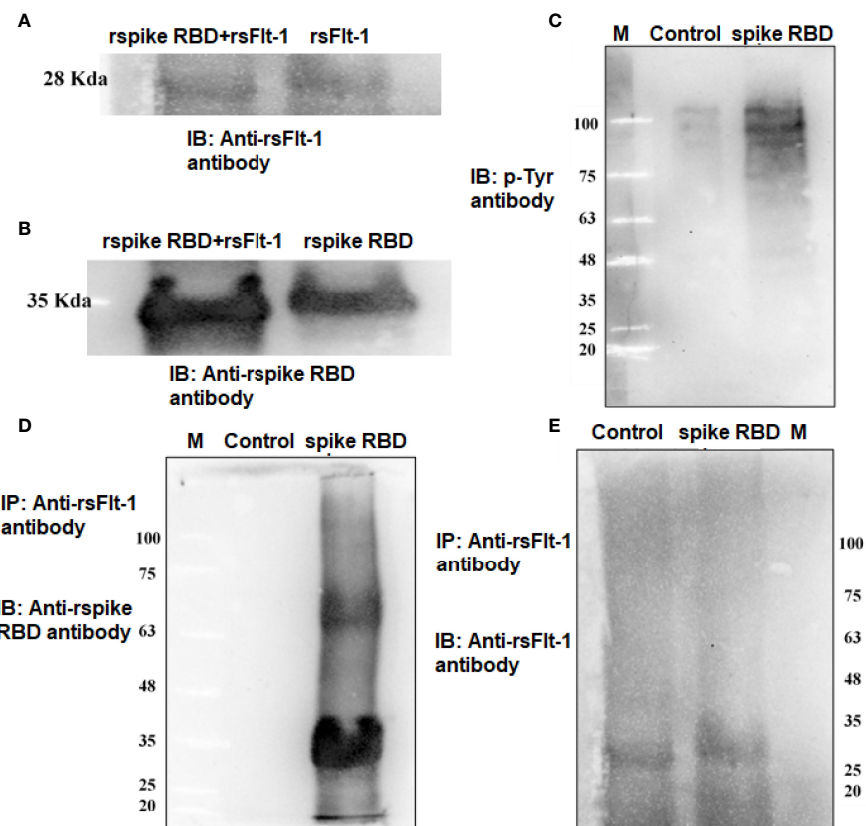 A
rspike RBD+rsFlt-1 rsFlt-1
28 Kda
IB: Anti-rsFlt-1
antibody
B
rspike RBD+rsFlt-1 rspike RBD
35 Kda
IB: Anti-rspike RBD
antibody
C
M Control spike RBD
IB: p-Tyr
antibody
100
75
63
48
35
25
20
D
M Control spike RBD
IP: Anti-rsFlt-1
antibody
IB: Anti-rspike
RBD antibody
100
75
63
48
35
25
20
E
Control spike RBD M
IP: Anti-rsFlt-1
antibody
IB: Anti-rsFlt-1
antibody
100
75
63
48
35
25
20